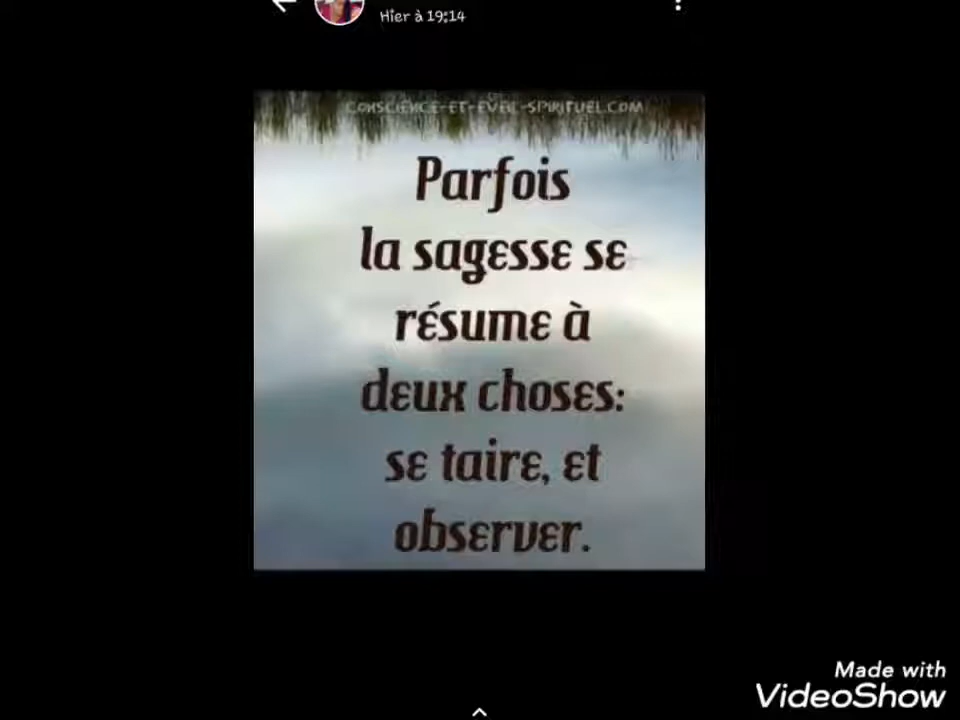 Hier à 19:14
CONSCIENCE-ET-EVEIL-SPIRITUEL.COM
Parfois
la sagesse se
résume à
deux choses:
se taire, et
observer.
Made with
VideoShow